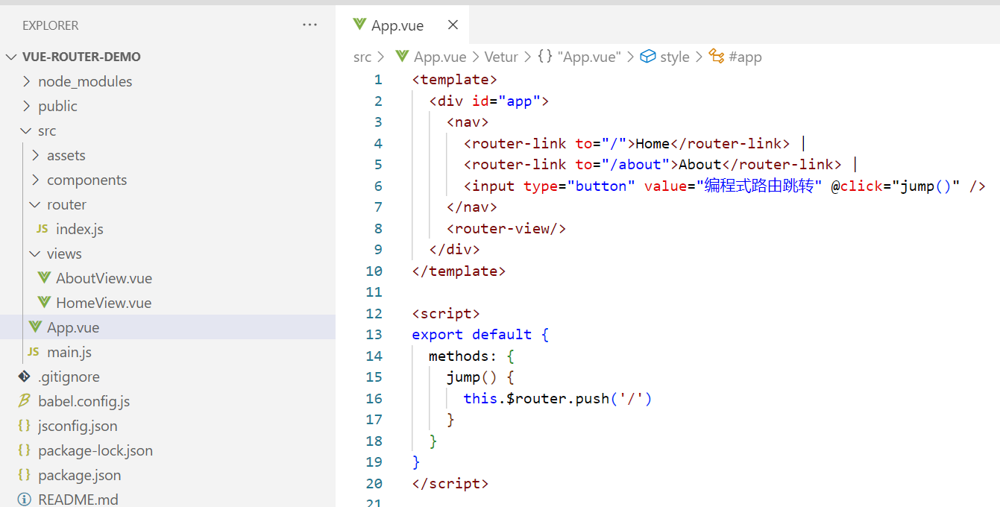 EXPLORER
VUE-ROUTER-DEMO
node_modules
public
src
assets
components
router
JS index.js
views
AboutView.vue
HomeView.vue
App.vue
JS main.js
.gitignore
babel.config.js
{} jsconfig.json
{} package-lock.json
{} package.json
README.md
App.vue
src > App.vue > Vetur > {} "App.vue" > style > #app
1 <template>
2 <div id="app">
3 <nav>
4 <router-link to="/">Home</router-link> |
5 <router-link to="/about">About</router-link> |
6 <input type="button" value="编程式路由跳转" @click="jump()" />
7 </nav>
8 <router-view/>
9 </div>
10 </template>
11
12 <script>
13 export default {
14 methods: {
15 jump() {
16 this.$router.push('/')
17 }
18 }
19 }
20 </script>
21